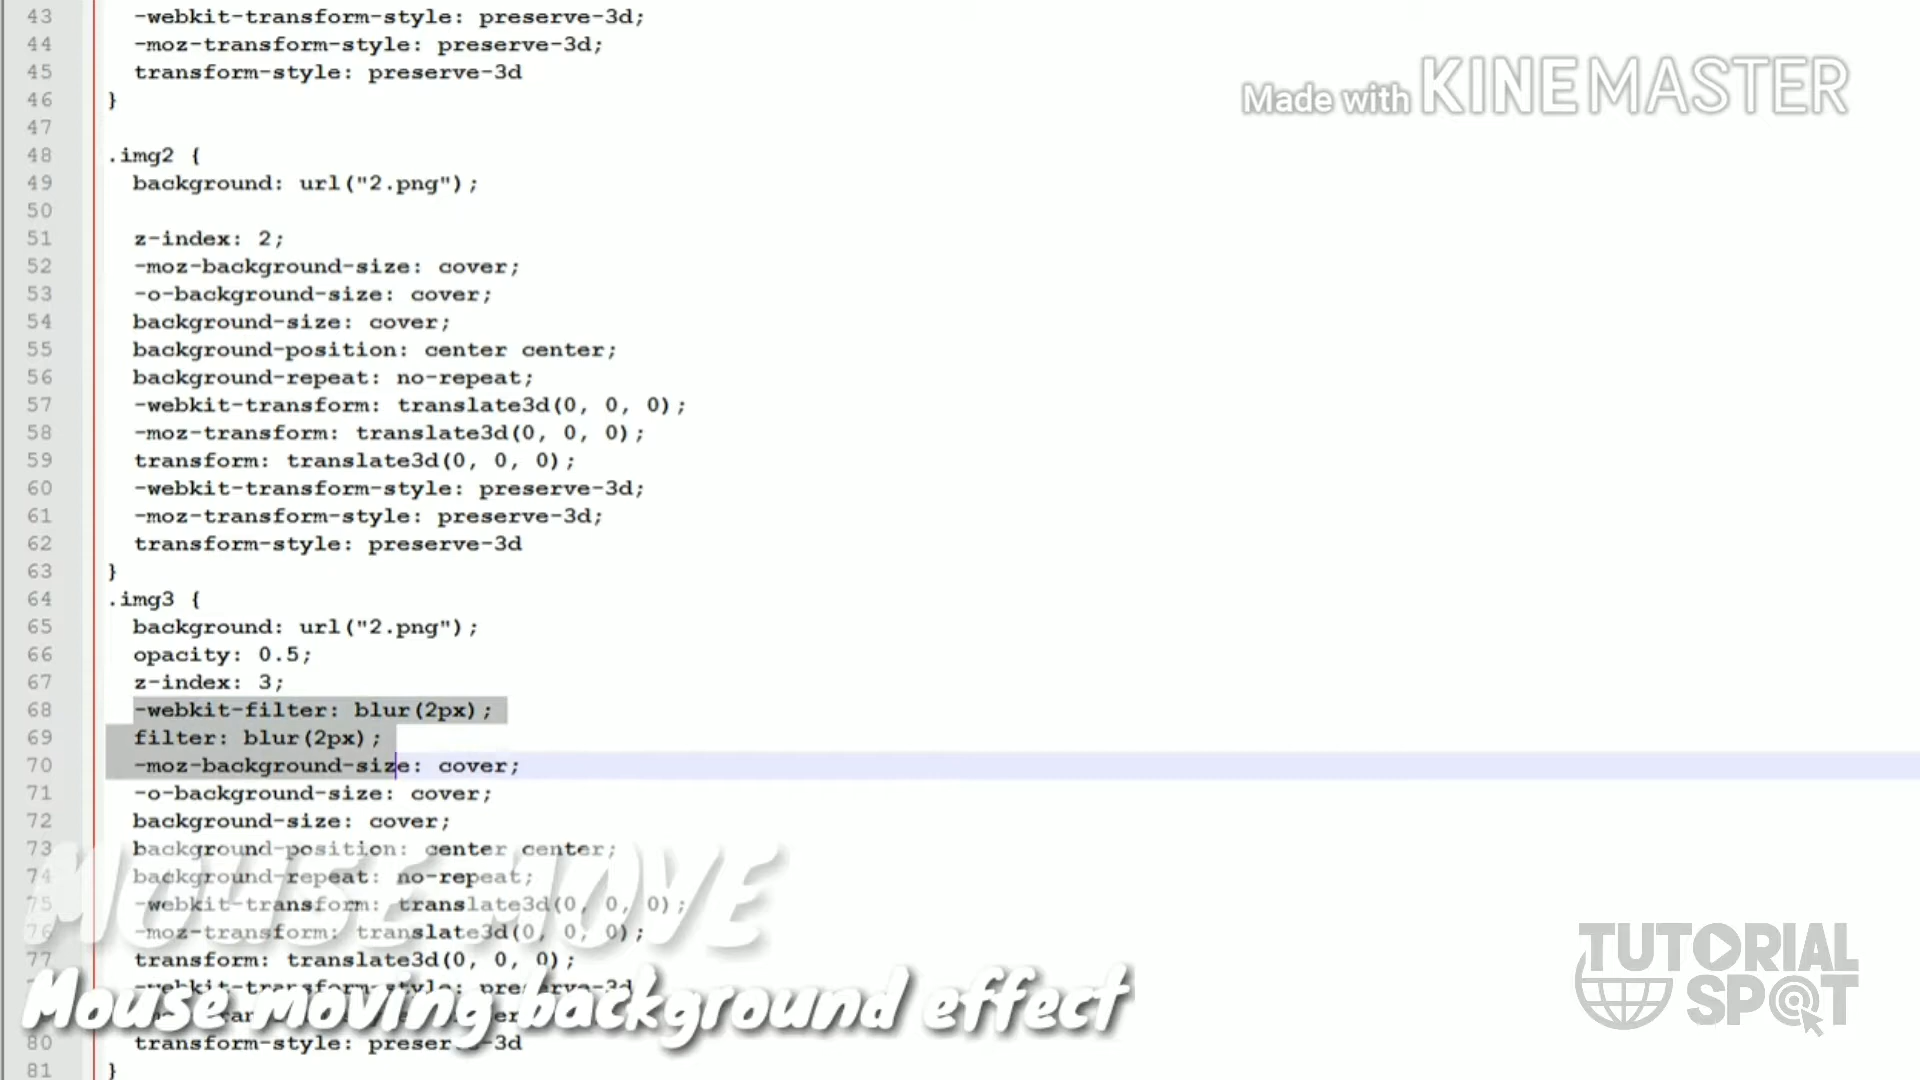 43 -webkit-transform-style: preserve-3d;
44 -moz-transform-style: preserve-3d;
45 transform-style: preserve-3d
46 }
47
48 .img2 {
49 background: url("2.png");
50
51 z-index: 2;
52 -moz-background-size: cover;
53 -o-background-size: cover;
54 background-size: cover;
55 background-position: center center;
56 background-repeat: no-repeat;
57 -webkit-transform: translate3d(0, 0, 0);
58 -moz-transform: translate3d(0, 0, 0);
59 transform: translate3d(0, 0, 0);
60 -webkit-transform-style: preserve-3d;
61 -moz-transform-style: preserve-3d;
62 transform-style: preserve-3d
63 }
64 .img3 {
65 background: url("2.png");
66 opacity: 0.5;
67 z-index: 3;
68 -webkit-filter: blur(2px);
69 filter: blur(2px);
70 -moz-background-size: cover;
71 -o-background-size: cover;
72 background-size: cover;
73 background-position: center center;
74 background-repeat: no-repeat;
75 -webkit-transform: translate3d(0, 0, 0);
76 -moz-transform: translate3d(0, 0, 0);
77 transform: translate3d(0, 0, 0);
80 transform-style: preserve-3d
81 }
Made with KINEMASTER
MOUSE MOVE
Mouse moving background effect
TUTORIAL
SPOT